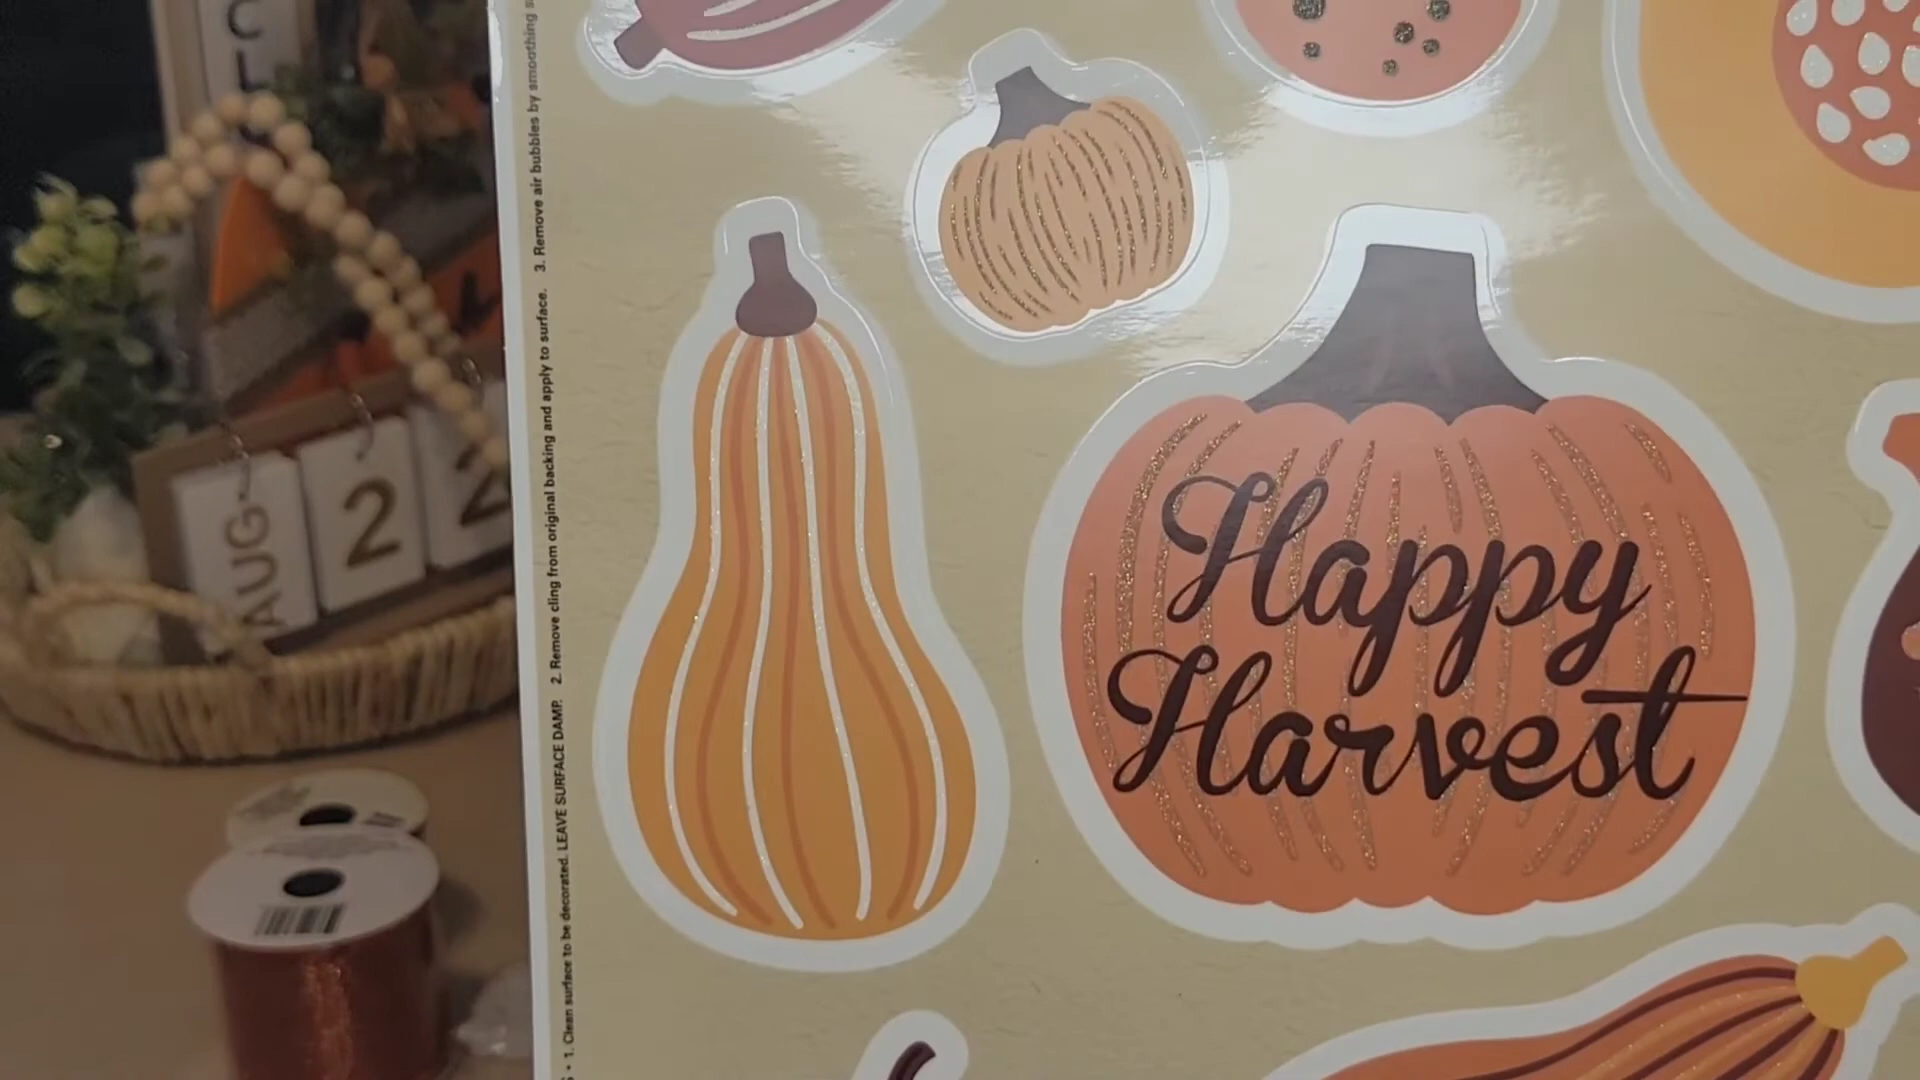 Happy
Harvest
1. Clean surface to be decorated. LEAVE SURFACE DAMP. 2. Remove cling from original backing and apply to surface. 3. Remove air bubbles by smoothing
AUG
2
2